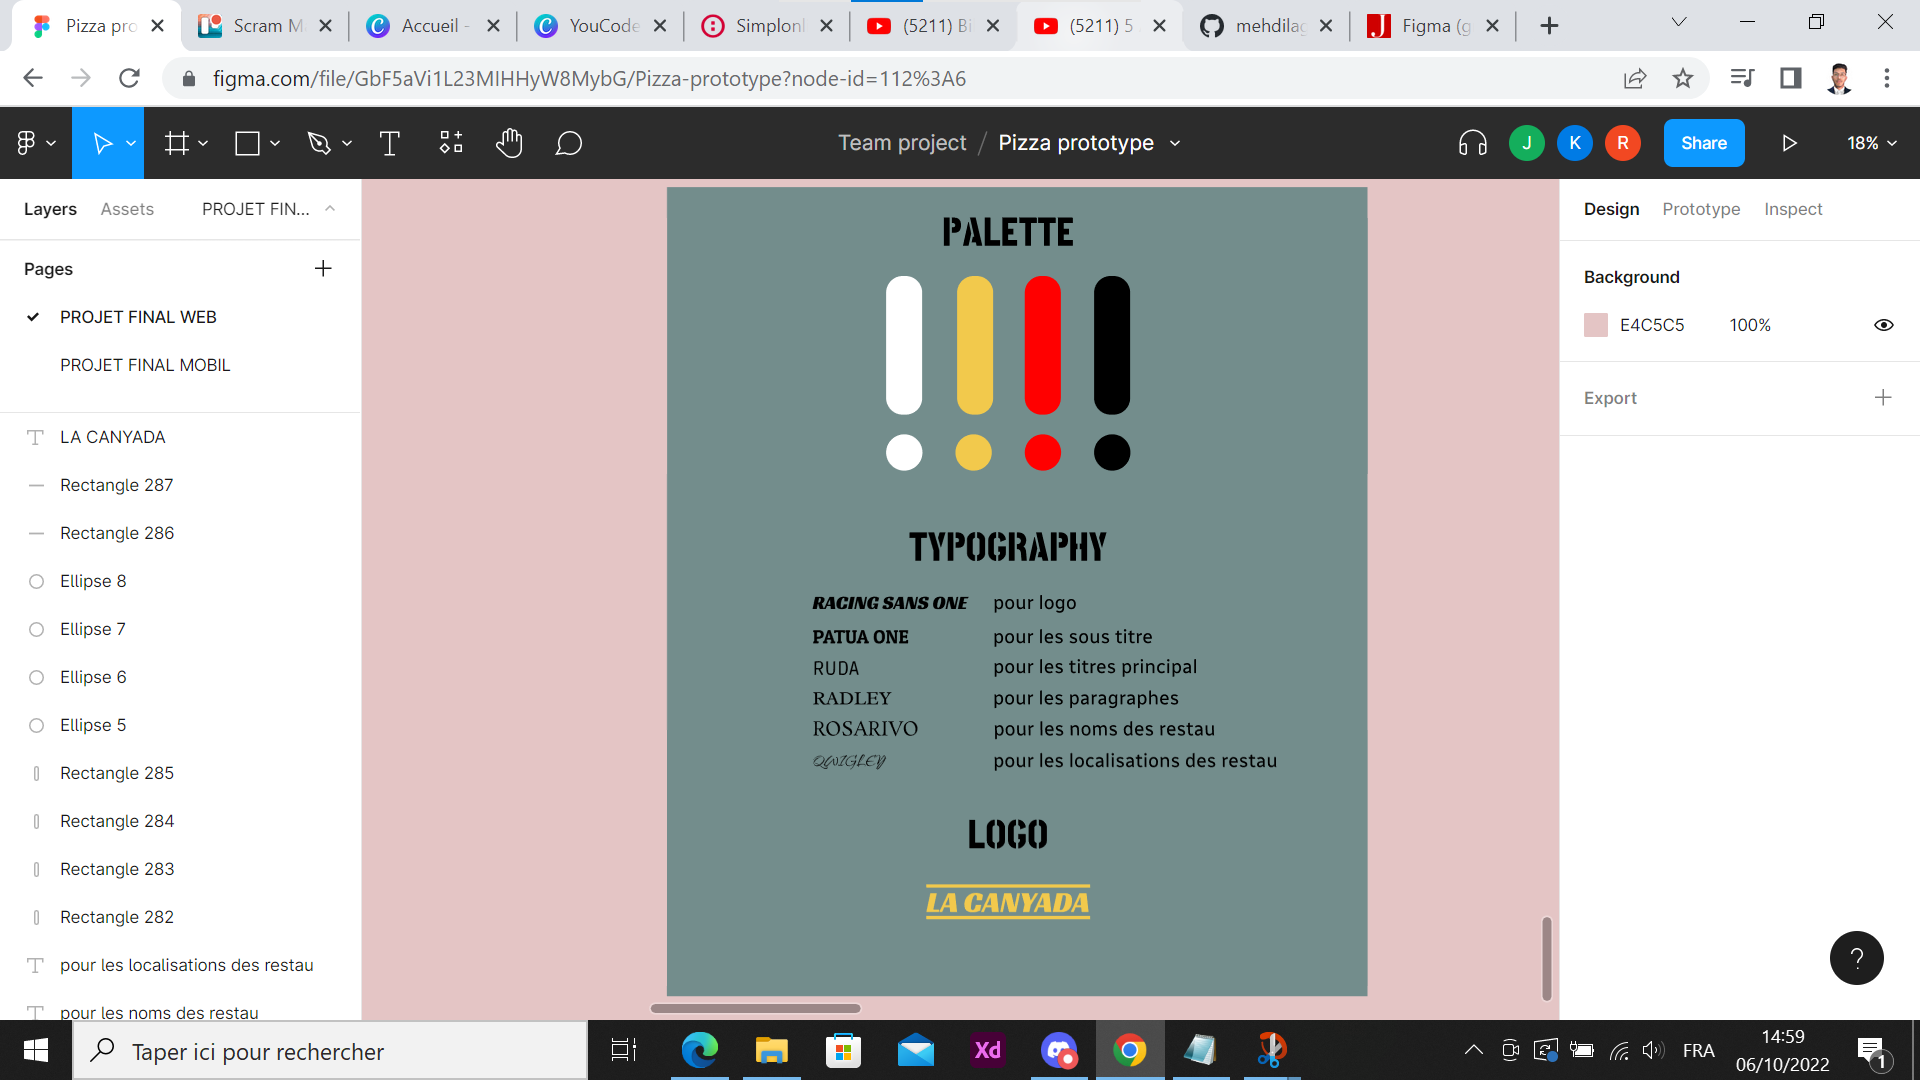 Pizza pro
Scram M
Accueil -
YouCode
Simplonl
(5211) Bi
(5211) 5
mehdilag
Figma (g
figma.com/file/GbF5aVi1L23MIHHyW8MybG/Pizza-prototype?node-id=112%3A6
Team project / Pizza prototype
J
K
R
Share
18%
Layers
Assets
PROJET FIN...
Pages
PROJET FINAL WEB
PROJET FINAL MOBIL
LA CANYADA
Rectangle 287
Rectangle 286
Ellipse 8
Ellipse 7
Ellipse 6
Ellipse 5
Rectangle 285
Rectangle 284
Rectangle 283
Rectangle 282
pour les localisations des restau
pour les noms des restau
PALETTE
TYPOGRAPHY
RACING SANS ONE pour logo
PATUA ONE pour les sous titre
RUDA pour les titres principal
RADLEY pour les paragraphes
ROSARIVO pour les noms des restau
QWIGLEY pour les localisations des restau
LOGO
LA CANYADA
Design
Prototype
Inspect
Background
E4C5C5 100%
Export
?
Taper ici pour rechercher
Xd
FRA
14:59
06/10/2022
1